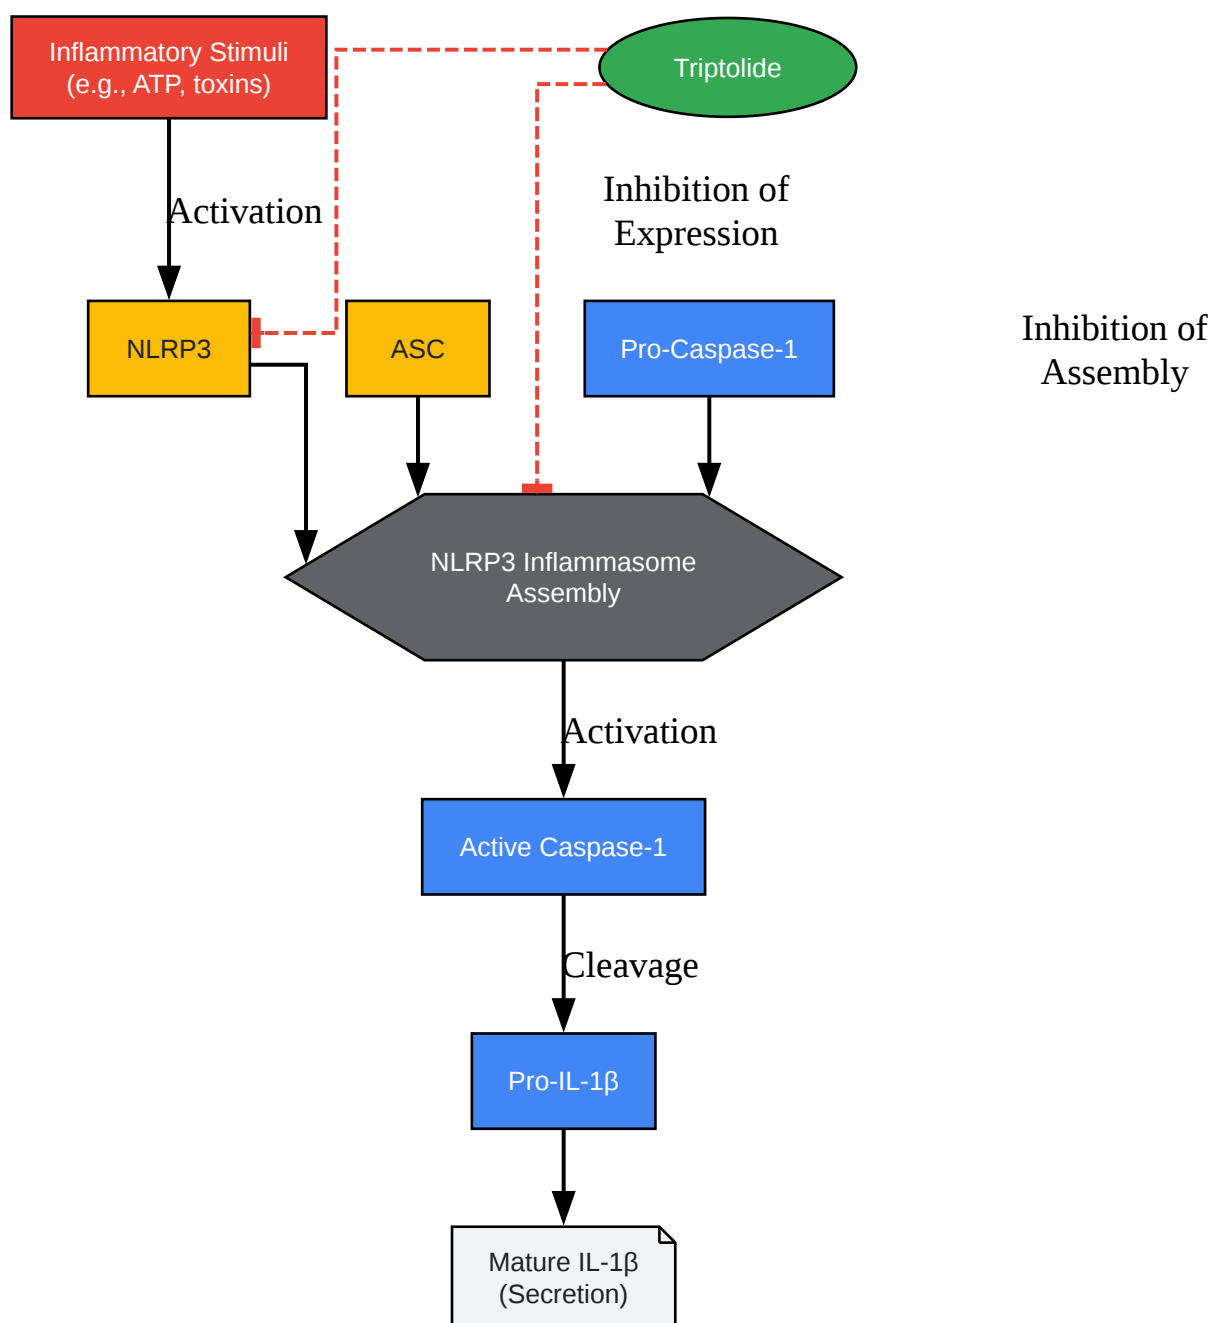 Inflammatory Stimuli
(e.g., ATP, toxins)
Triptolide
Activation
Inhibition of
Expression
NLRP3
ASC
Pro-Caspase-1
Inhibition of
Assembly
NLRP3 Inflammasome
Assembly
Activation
Active Caspase-1
Cleavage
Pro-IL-1β
Mature IL-1β
(Secretion)